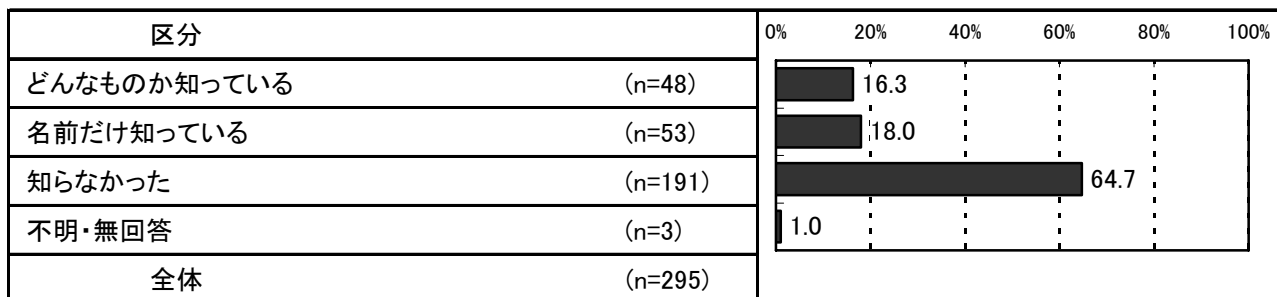 区分 0% 20% 40% 60% 80% 100%
どんなものか知っている (n=48) 16.3
名前だけ知っている (n=53) 18.0
知らなかった (n=191) 64.7
不明・無回答 (n=3) 1.0
全体 (n=295)